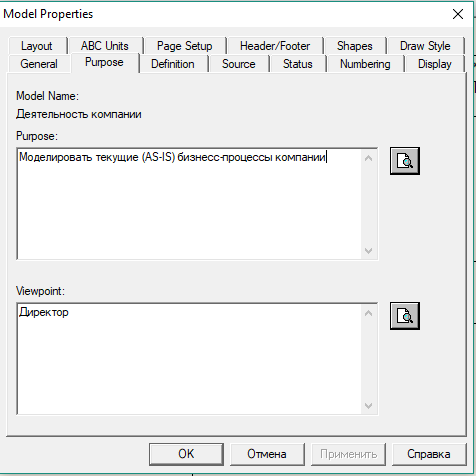 Model Properties
Layout ABC Units Page Setup Header/Footer Shapes Draw Style
General Purpose Definition Source Status Numbering Display
Model Name:
Деятельность компании
Purpose:
Моделировать текущие (AS-IS) бизнесс-процессы компании
Viewpoint:
Директор
OK Отмена Применить Справка